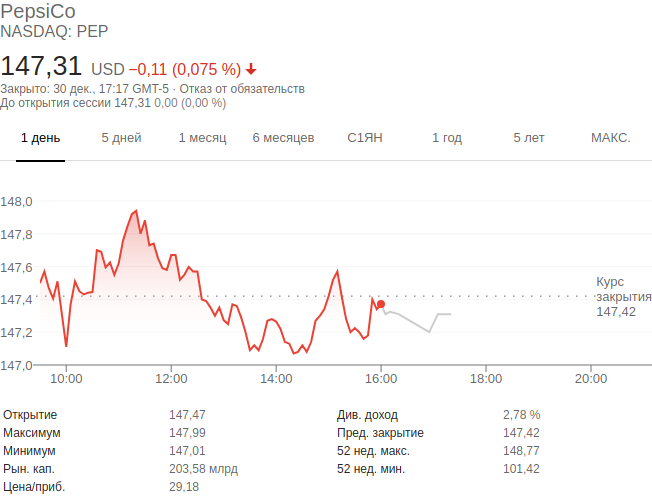 PepsiCo
NASDAQ: PEP
147,31 USD −0,11 (0,075 %)
Закрыто: 30 дек., 17:17 GMT-5 · Отказ от обязательств
До открытия сессии 147,31 0,00 (0,00 %)
1 день 5 дней 1 месяц 6 месяцев С1ЯН 1 год 5 лет МАКС.
148,0
147,8
147,6
147,4
147,2
147,0
Курс
закрытия
147,42
10:00 12:00 14:00 16:00 18:00 20:00
Открытие 147,47 Див. доход 2,78 %
Максимум 147,99 Пред. закрытие 147,42
Минимум 147,01 52 нед. макс. 148,77
Рын. кап. 203,58 млрд 52 нед. мин. 101,42
Цена/приб. 29,18